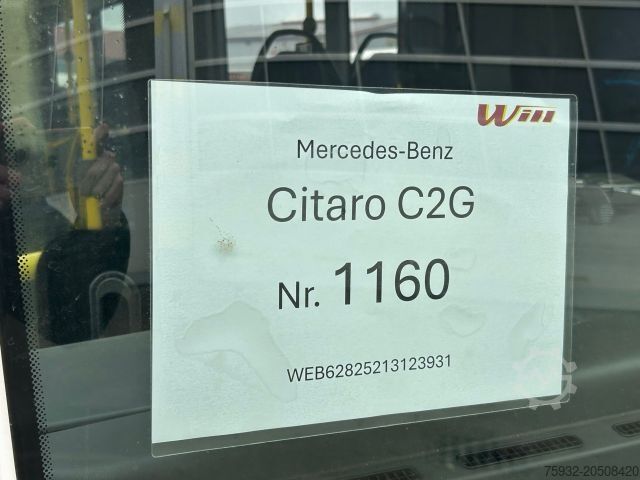 Will
Mercedes-Benz
Citaro C2G
Nr. 1160
WEB62825213123931
75932-20508420